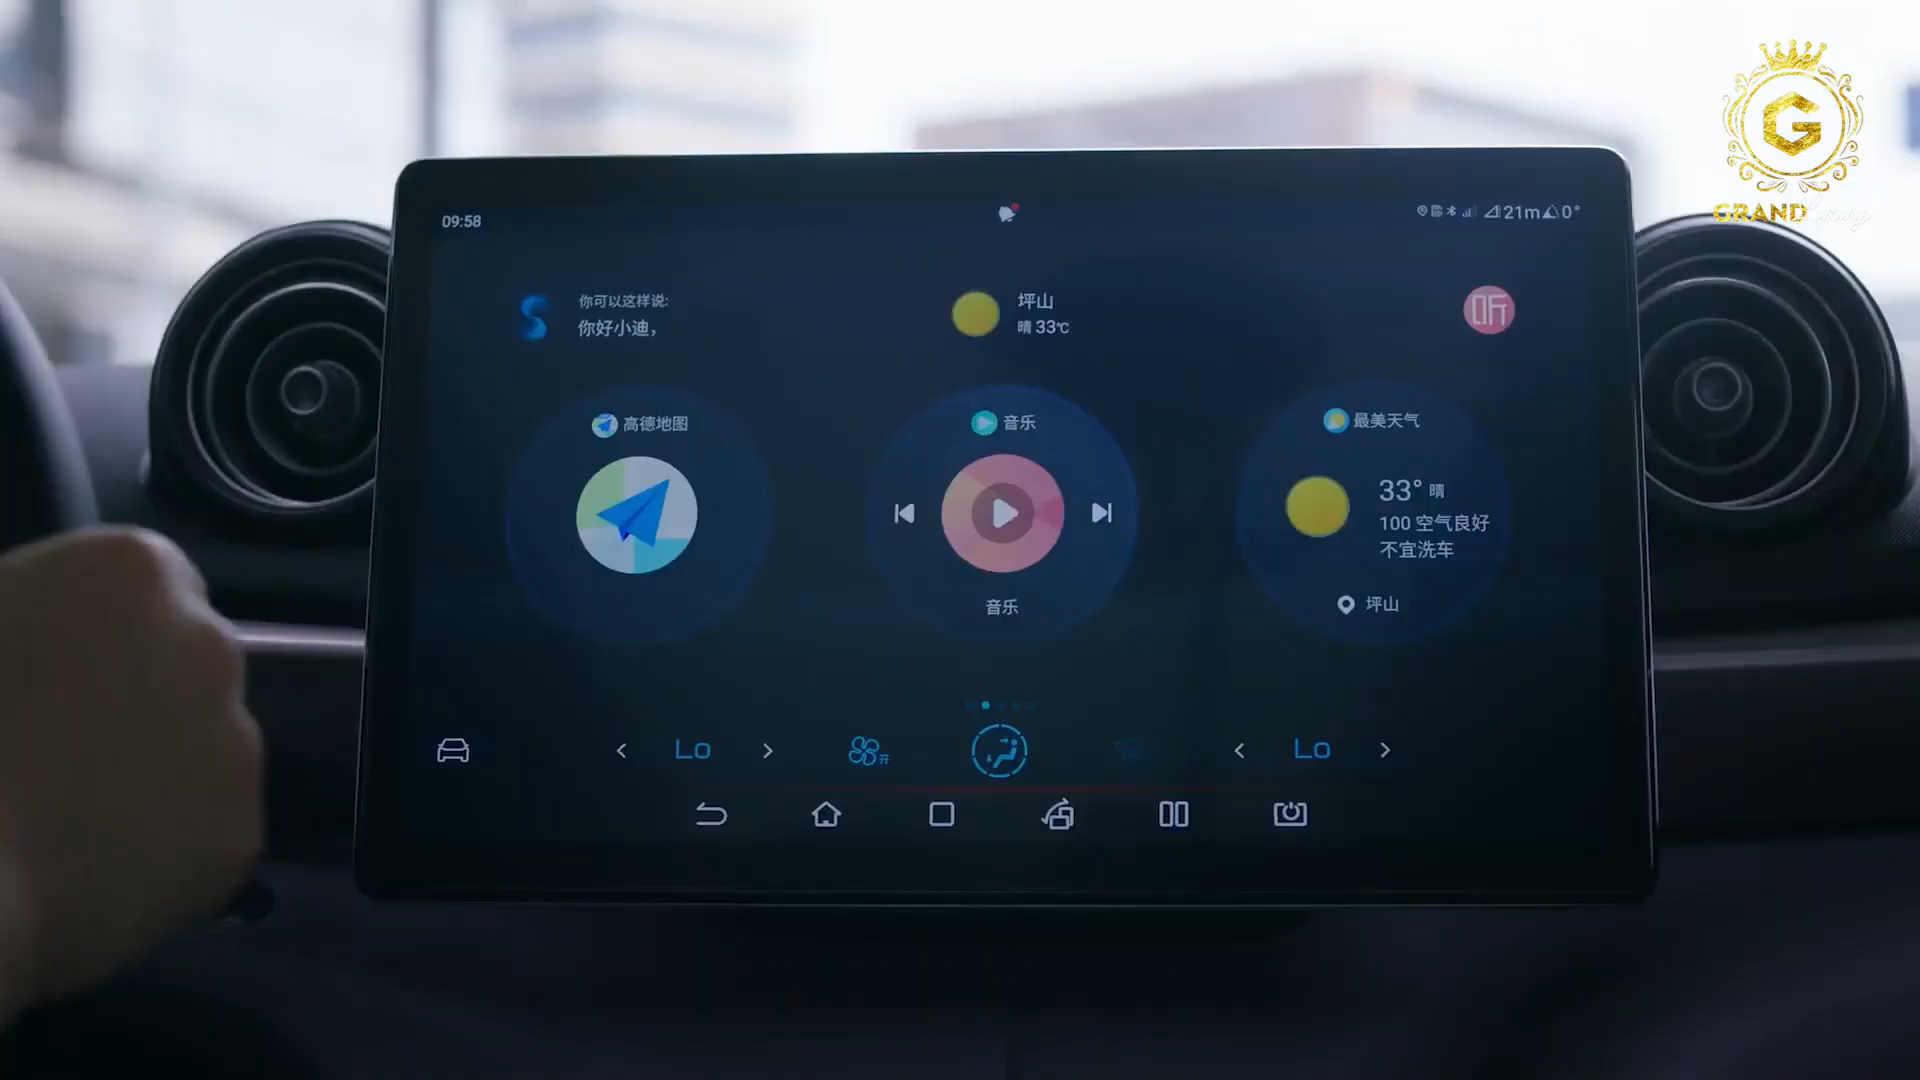 09:58
21m
0°
你可以这样说:
你好小迪,
坪山
晴 33℃
听
高德地图
音乐
最美天气
33° 晴
100 空气良好
不宜洗车
音乐
坪山
Lo
开
Lo
G
GRAND